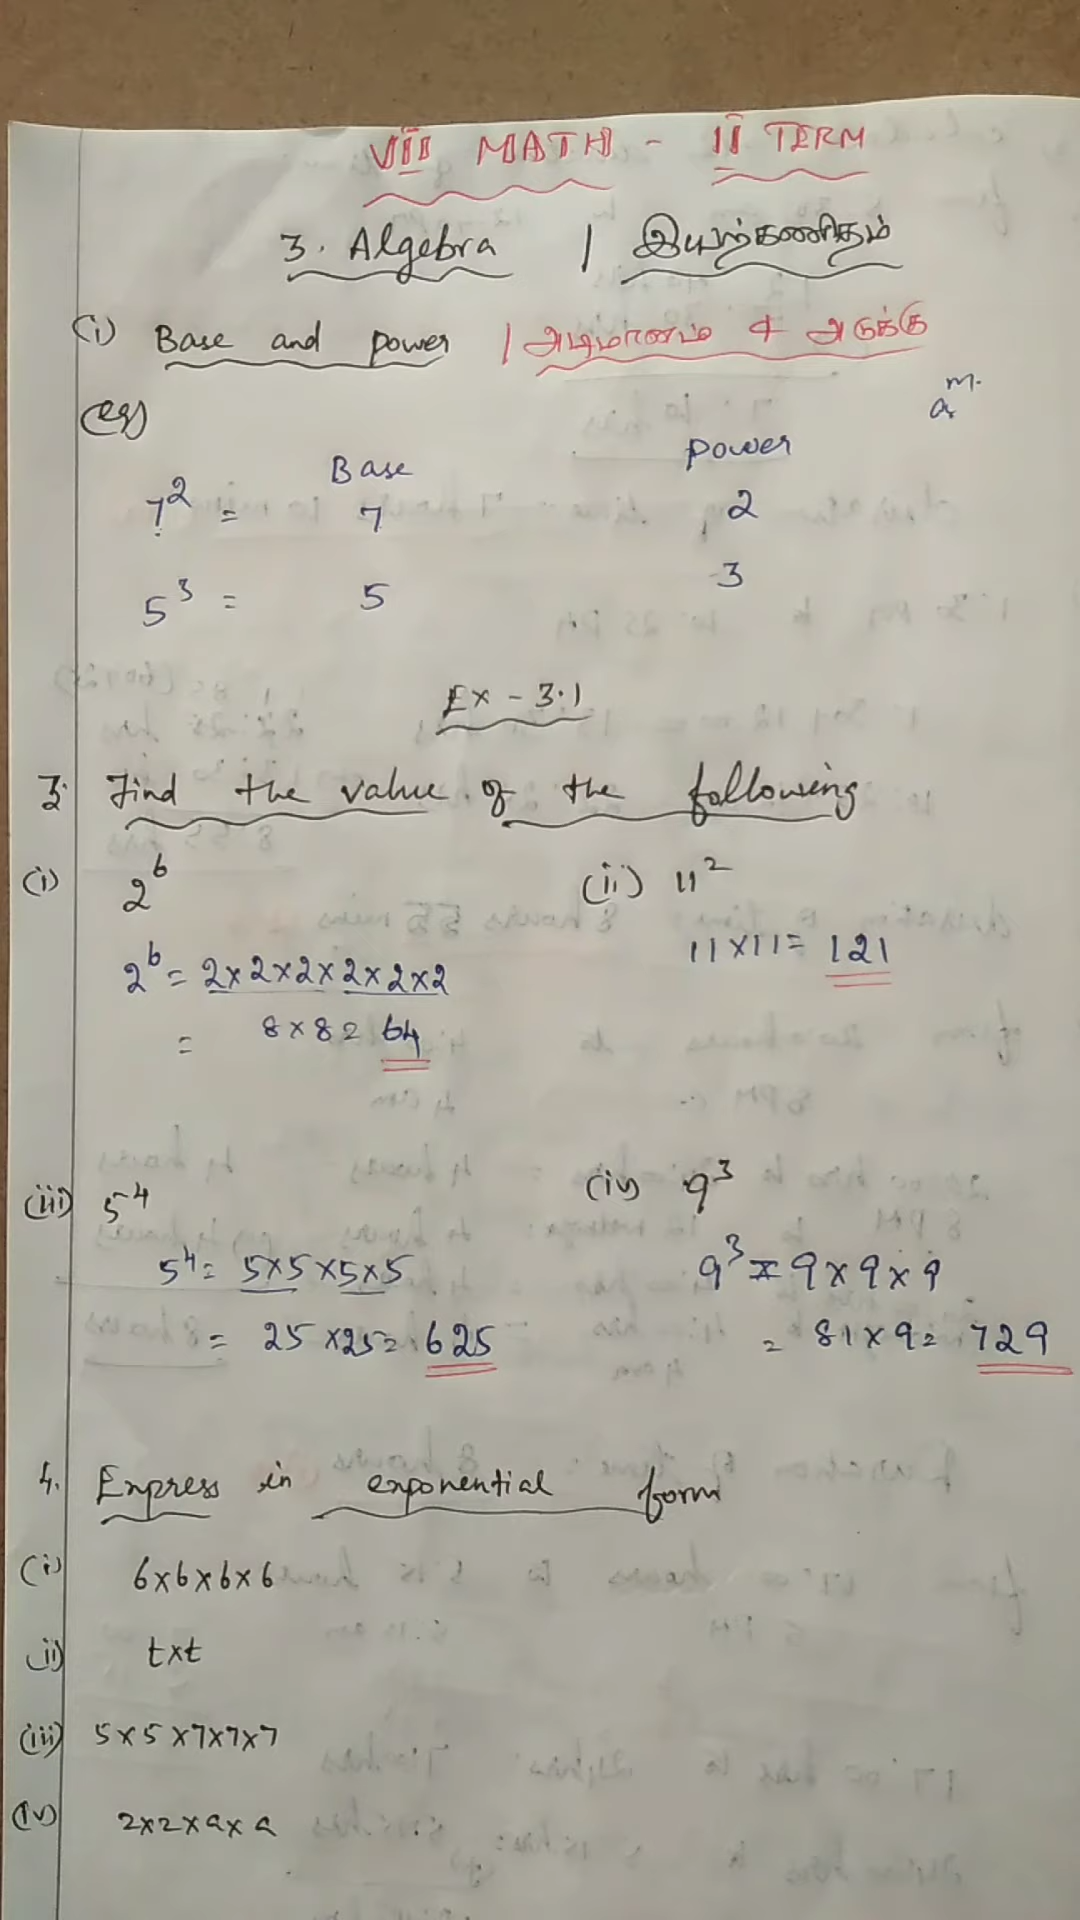 VII MATH - II TERM
3. Algebra | இயற்கணிதம்
(i) Base and power | அடிமானம் & அடுக்கு
(eg) a^m
Base power
7² = 7 2
5³ = 5 3
Ex - 3.1
3. Find the value of the following
(i) 2⁶ (ii) 11²
2⁶ = 2×2×2×2×2×2 11×11= 121
= 8×8= 64
(iii) 5⁴ (iv) 9³
5⁴= 5×5×5×5 9³ = 9×9×9
= 25×25= 625 = 81×9= 729
4. Express in exponential form
(i) 6×6×6×6
(ii) t×t
(iii) 5×5×7×7×7
(iv) 2×2×a×a